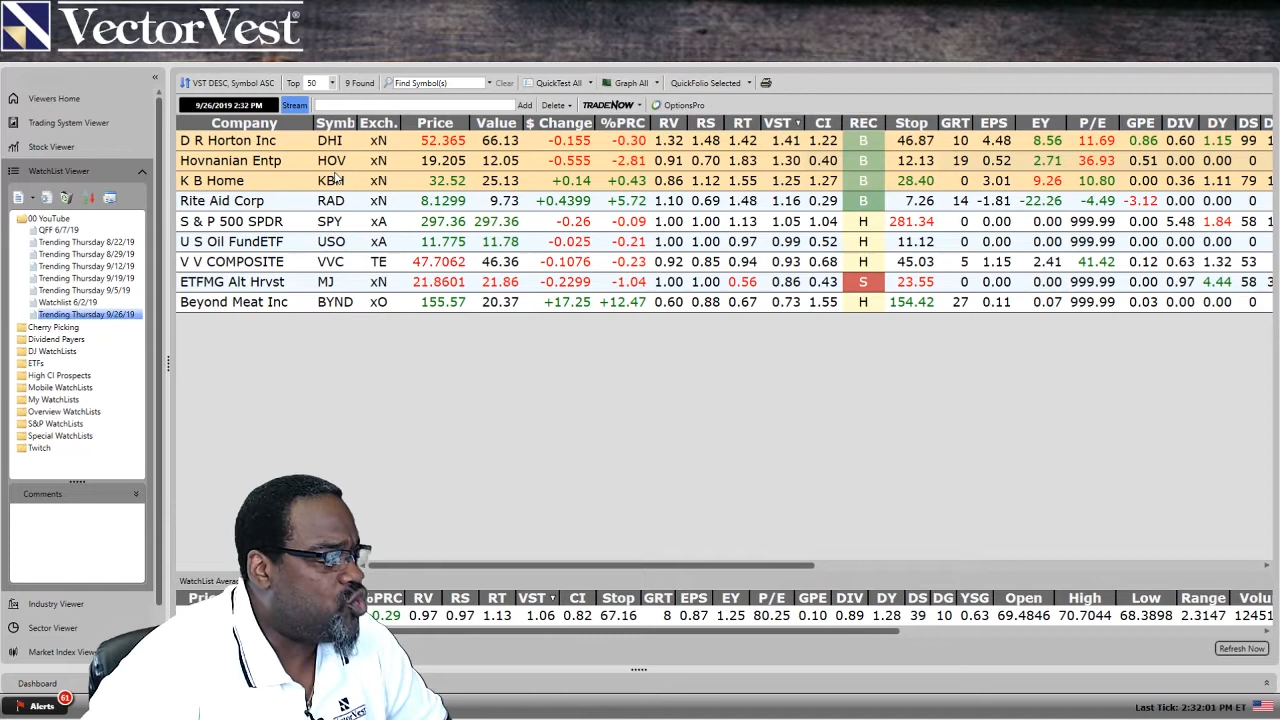 VectorVest®
Viewers Home
Trading System Viewer
Stock Viewer
WatchList Viewer
00 YouTube
QFF 6/7/19
Trending Thursday 8/22/19
Trending Thursday 8/29/19
Trending Thursday 9/12/19
Trending Thursday 9/19/19
Trending Thursday 9/5/19
Watchlist 6/2/19
Trending Thursday 9/26/19
Cherry Picking
Dividend Payers
DJ WatchLists
ETFs
High CI Prospects
Mobile WatchLists
My WatchLists
Overview WatchLists
S&P WatchLists
Special WatchLists
Twitch
Comments
Industry Viewer
Sector Viewer
Market Index View
Dashboard
Alerts 61
VST DESC, Symbol ASC Top 50 9 Found Find Symbol(s) Clear QuickTest All Graph All QuickFolio Selected
9/26/2019 2:32 PM Stream Add Delete TRADENOW OptionsPro
Company Symb Exch. Price Value $ Change %PRC RV RS RT VST CI REC Stop GRT EPS EY P/E GPE DIV DY DS D
D R Horton Inc DHI xN 52.365 66.13 -0.155 -0.30 1.32 1.48 1.42 1.41 1.22 B 46.87 10 4.48 8.56 11.69 0.86 0.60 1.15 99
Hovnanian Entp HOV xN 19.205 12.05 -0.555 -2.81 0.91 0.70 1.83 1.30 0.40 B 12.13 19 0.52 2.71 36.93 0.51 0.00 0.00 0
K B Home xN 32.52 25.13 +0.14 +0.43 0.86 1.12 1.55 1.25 1.27 B 28.40 0 3.01 9.26 10.80 0.00 0.36 1.11 79
Rite Aid Corp RAD xN 8.1299 9.73 +0.4399 +5.72 1.04 0.69 1.48 1.16 0.29 B 7.26 14 -1.81 -22.26 -4.49 -3.12 0.00 0.00 0
S & P 500 SPDR SPY xA 297.36 297.36 -0.26 -0.09 1.00 1.00 1.13 1.05 1.04 H 281.34 0 0.00 0.00 999.99 0.00 5.48 1.84 58
U S Oil FundETF USO xA 11.775 11.78 -0.025 -0.21 1.00 1.00 0.97 0.99 0.52 H 11.12 0 0.00 0.00 999.99 0.00 0.00 0.00 0
V V COMPOSITE VVC TE 47.7062 46.36 -0.1076 -0.23 0.92 0.85 0.94 0.93 0.68 H 45.03 5 1.15 2.41 41.42 0.12 0.63 1.32 53
ETFMG Alt Hrvst MJ xA 21.8601 21.86 -0.2299 -1.04 1.00 1.00 0.56 0.86 0.43 S 23.55 0 0.00 0.00 999.99 0.00 0.97 4.44 58
Beyond Meat Inc BYND xO 155.57 20.37 +17.25 +12.47 0.60 0.88 0.67 0.73 1.55 H 154.42 27 0.11 0.07 999.99 0.03 0.00 0.00 0
WatchList Avera
%PRC RV RS RT VST CI Stop GRT EPS EY P/E GPE DIV DY DS DG YSG Open High Low Range Volu
0.29 0.97 0.97 1.13 1.06 0.82 67.16 8 0.87 1.25 80.25 0.10 0.89 1.28 39 10 0.63 69.4846 70.7044 68.3898 2.3147 12451
Refresh Now
Last Tick: 2:32:01 PM ET
VectorVest